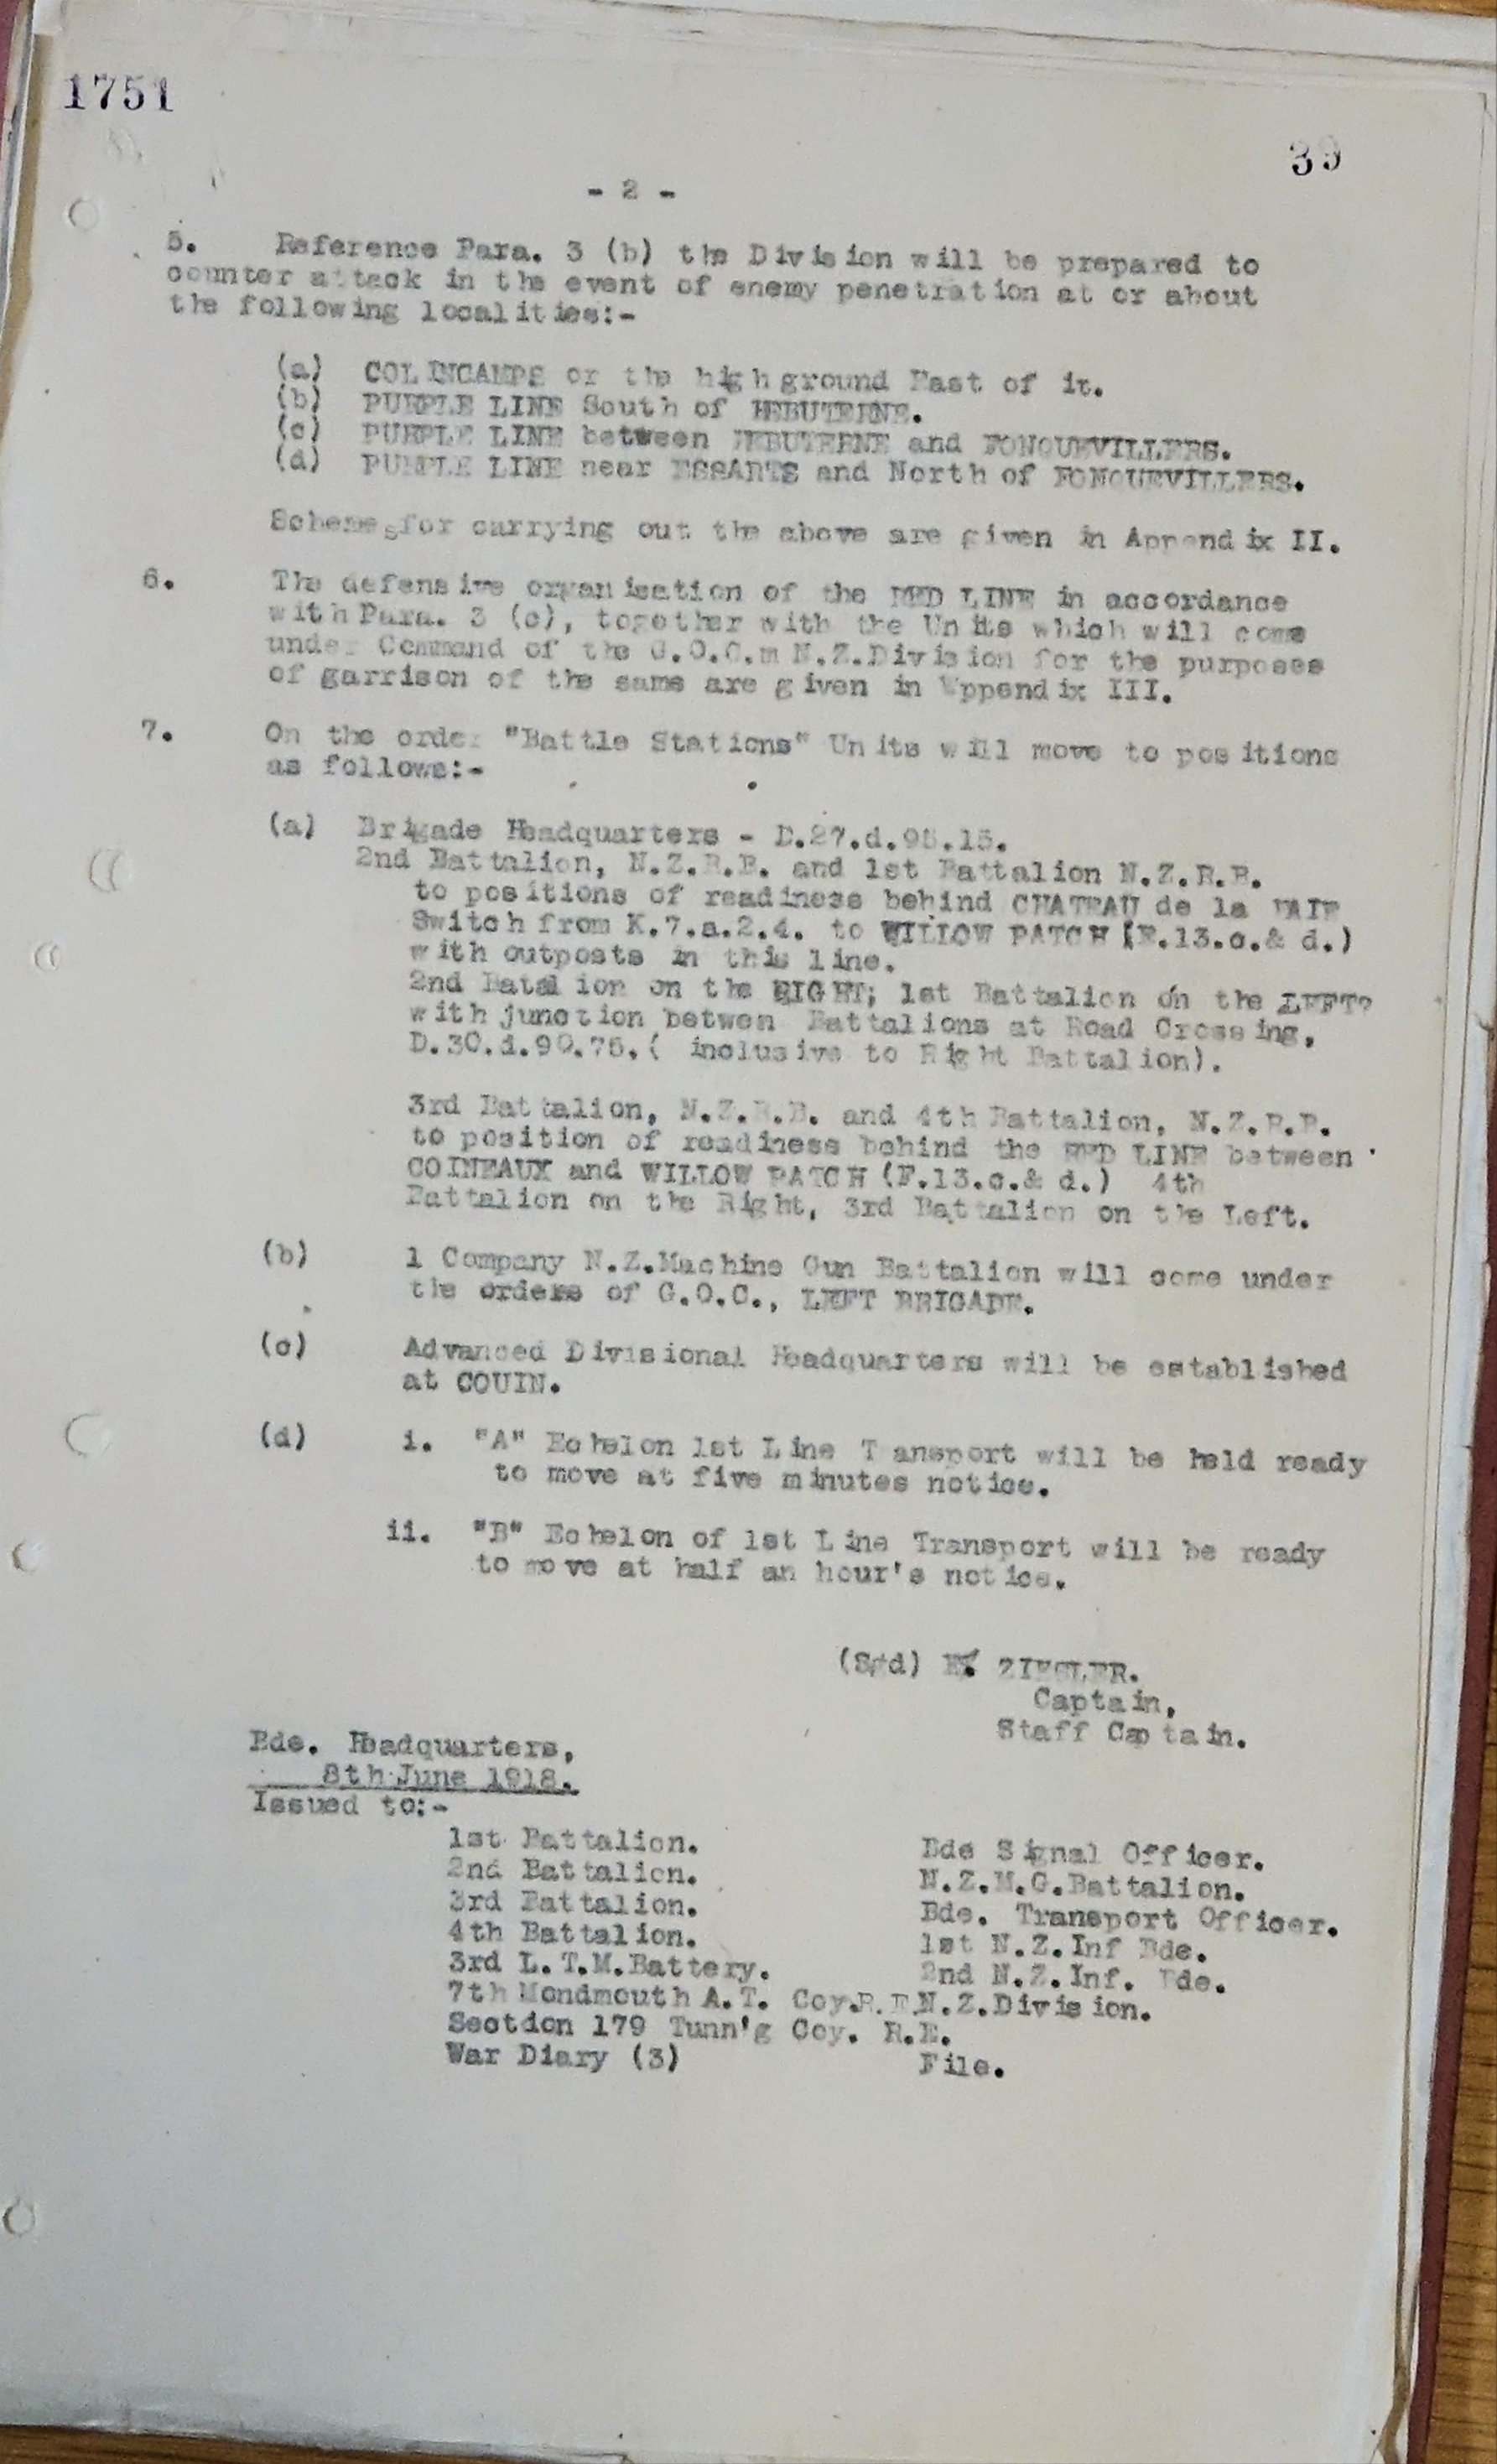 1751
39
- 2 -
5. Reference Para. 3 (b) the Division will be prepared to
counter attack in the event of enemy penetration at or about
the following localities:-
(a) COLINCAMPS or the high ground East of it.
(b) PURPLE LINE South of HEBUTERNE.
(c) PURPLE LINE between HEBUTERNE and FONQUEVILLERS.
(d) PURPLE LINE near ESSARTS and North of FONQUEVILLERS.
Schemes for carrying out the above are given in Appendix II.
6. The defensive organisation of the RED LINE in accordance
with Para. 3 (c), together with the Units which will come
under Command of the G.O.C.m N.Z.Division for the purposes
of garrison of the same are given in Wppendix III.
7. On the order "Battle Stations" Units will move to positions
as follows:-
(a) Brigade Headquarters - D.27.d.95.15.
2nd Battalion, N.Z.R.B. and 1st Battalion N.Z.R.B.
to positions of readiness behind CHATEAU de la HAIE
Switch from K.7.a.2.4. to WILLOW PATCH (E.13.c.& d.)
with outposts in this line.
2nd Batalion on the RIGHT; 1st Battalion on the LEFT?
with junction betwen Battalions at Road Crossing,
D.30.d.90.75.( inclusive to Right Battalion).
3rd Battalion, N.Z.R.B. and 4th Battalion, N.Z.R.B.
to position of readiness behind the RED LINE between
COINEAUX and WILLOW PATCH (F.13.c.& d.) 4th
Battalion on the Right, 3rd Battalion on the Left.
(b) 1 Company N.Z.Machine Gun Battalion will come under
the orders of G.O.C., LEFT BRIGADE.
(c) Advanced Divisional Headquarters will be established
at COUIN.
(d) i. "A" Echelon 1st Line T ansport will be held ready
to move at five minutes notice.
ii. "B" Echelon of 1st Line Transport will be ready
to move at half an hour's notice.
(Sgd) ZIEGLER.
Captain,
Staff Captain.
Bde. Headquarters,
8th June 1918.
Issued to:-
1st Battalion. Bde Signal Officer.
2nd Battalion. N.Z.M.G.Battalion.
3rd Battalion. Bde. Transport Officer.
4th Battalion. 1st N.Z.Inf Bde.
3rd L.T.M.Battery. 2nd N.Z.Inf. Bde.
7th Mondmouth A.T. Coy.R.E N.Z.Division.
Section 179 Tunn'g Coy. R.E.
War Diary (3) File.